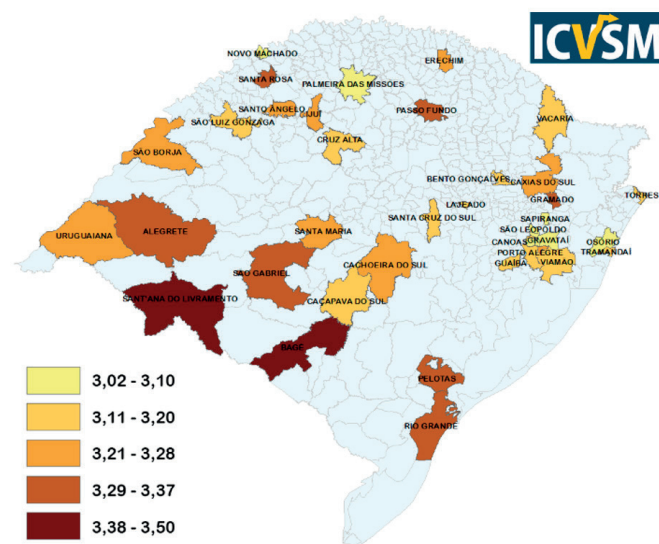 ICVSM
NOVO MACHADO
ERECHIM
SANTA ROSA
PALMEIRA DAS MISSÕES
SANTO ÂNGELO
IJUÍ
PASSO FUNDO
SÃO LUIZ GONZAGA
VACARIA
CRUZ ALTA
SÃO BORJA
BENTO GONÇALVES
CAXIAS DO SUL
TORRES
LAJEADO
GRAMADO
SANTA CRUZ DO SUL
SAPIRANGA
URUGUAIANA
ALEGRETE
SANTA MARIA
SÃO LEOPOLDO
CANOAS
GRAVATAÍ
OSÓRIO
PORTO ALEGRE
TRAMANDAÍ
GUAÍBA
VIAMÃO
SÃO GABRIEL
CACHOEIRA DO SUL
SANT'ANA DO LIVRAMENTO
CAÇAPAVA DO SUL
BAGÉ
PELOTAS
RIO GRANDE
3,02 - 3,10
3,11 - 3,20
3,21 - 3,28
3,29 - 3,37
3,38 - 3,50